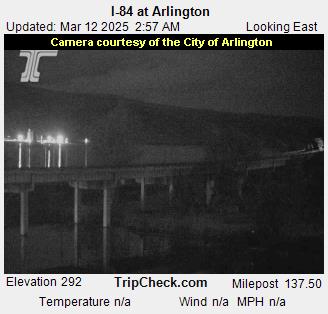 I-84 at Arlington
Updated: Mar 12 2025 2:57 AM Looking East
Camera courtesy of the City of Arlington
Elevation 292 TripCheck.com Milepost 137.50
Temperature n/a Wind n/a MPH n/a